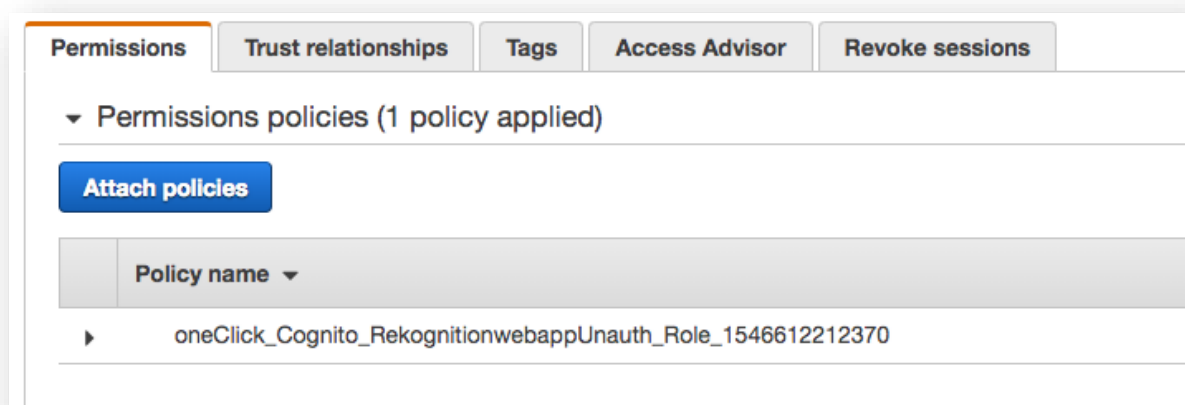 Permissions Trust relationships Tags Access Advisor Revoke sessions
Permissions policies (1 policy applied)
Attach policies
Policy name
oneClick_Cognito_RekognitionwebappUnauth_Role_1546612212370